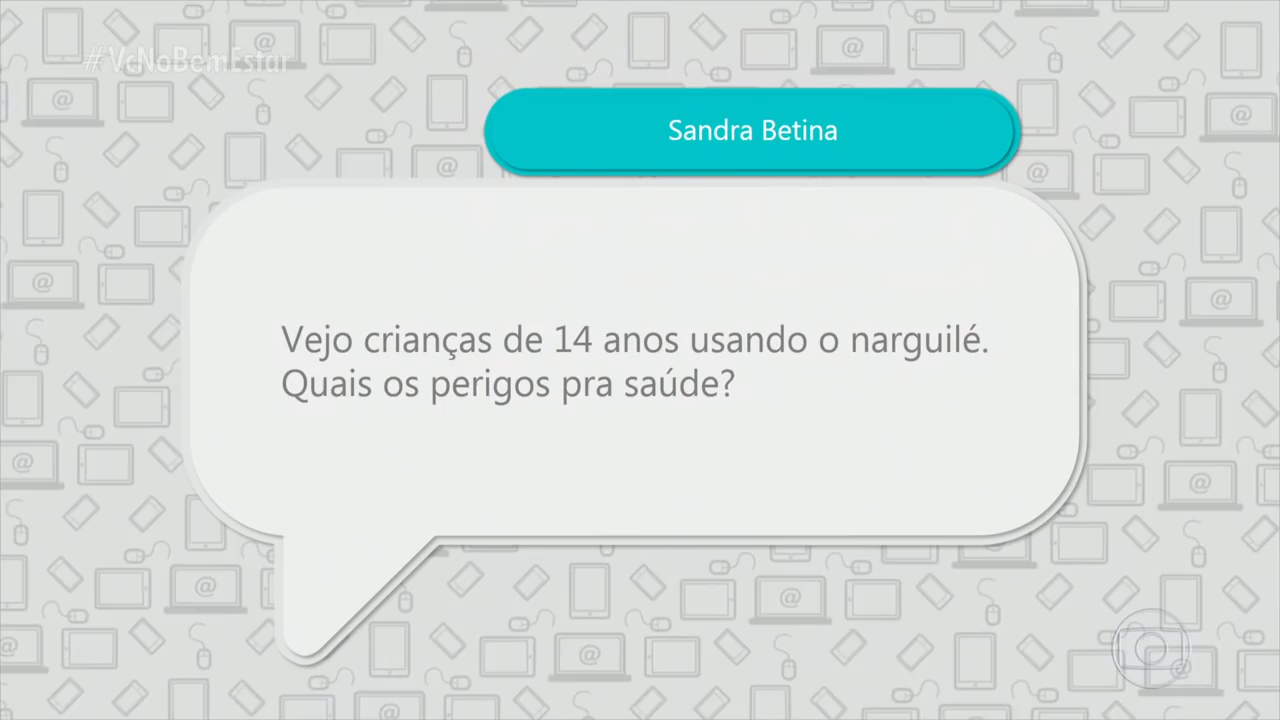 #VcNoBemEstar
Sandra Betina
Vejo crianças de 14 anos usando o narguilé.
Quais os perigos pra saúde?